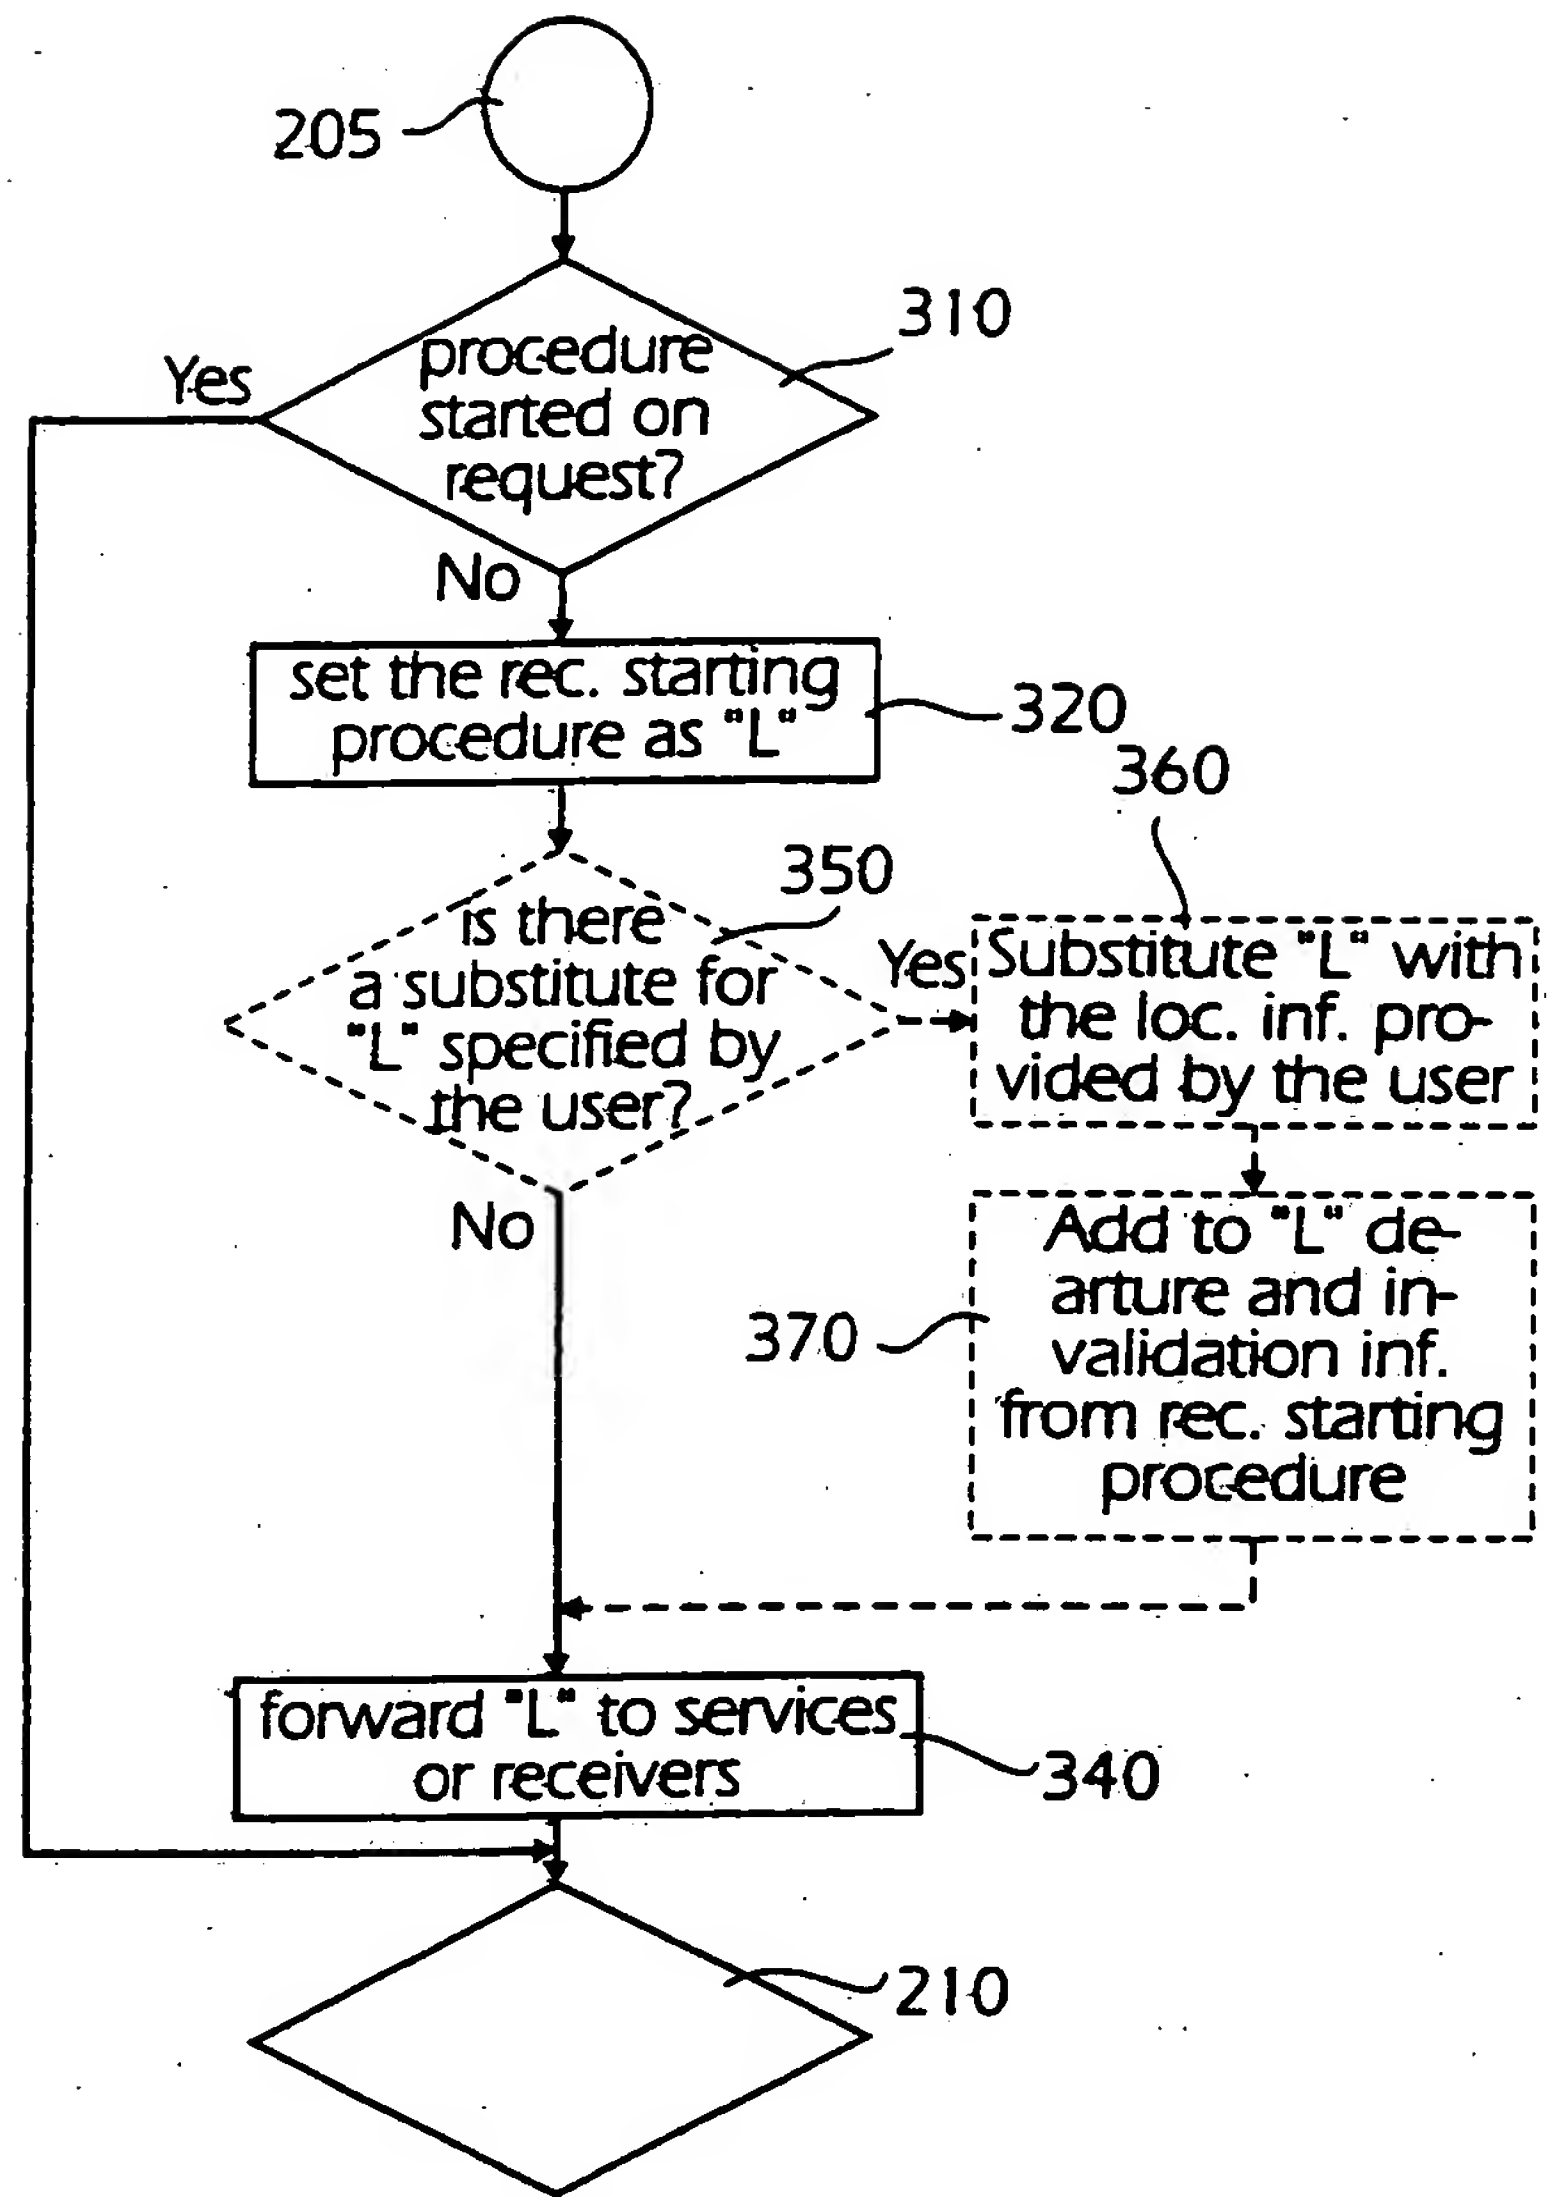 205
310
Yes
procedure
started on
request?
No
set the rec. starting
procedure as "L"
320
360
350
is there
a substitute for
"L" specified by
the user?
Yes
Substitute "L" with
the loc. inf. pro-
vided by the user
No
370
Add to "L" de-
arture and in-
validation inf.
from rec. starting
procedure
forward "L" to services
or receivers
340
210